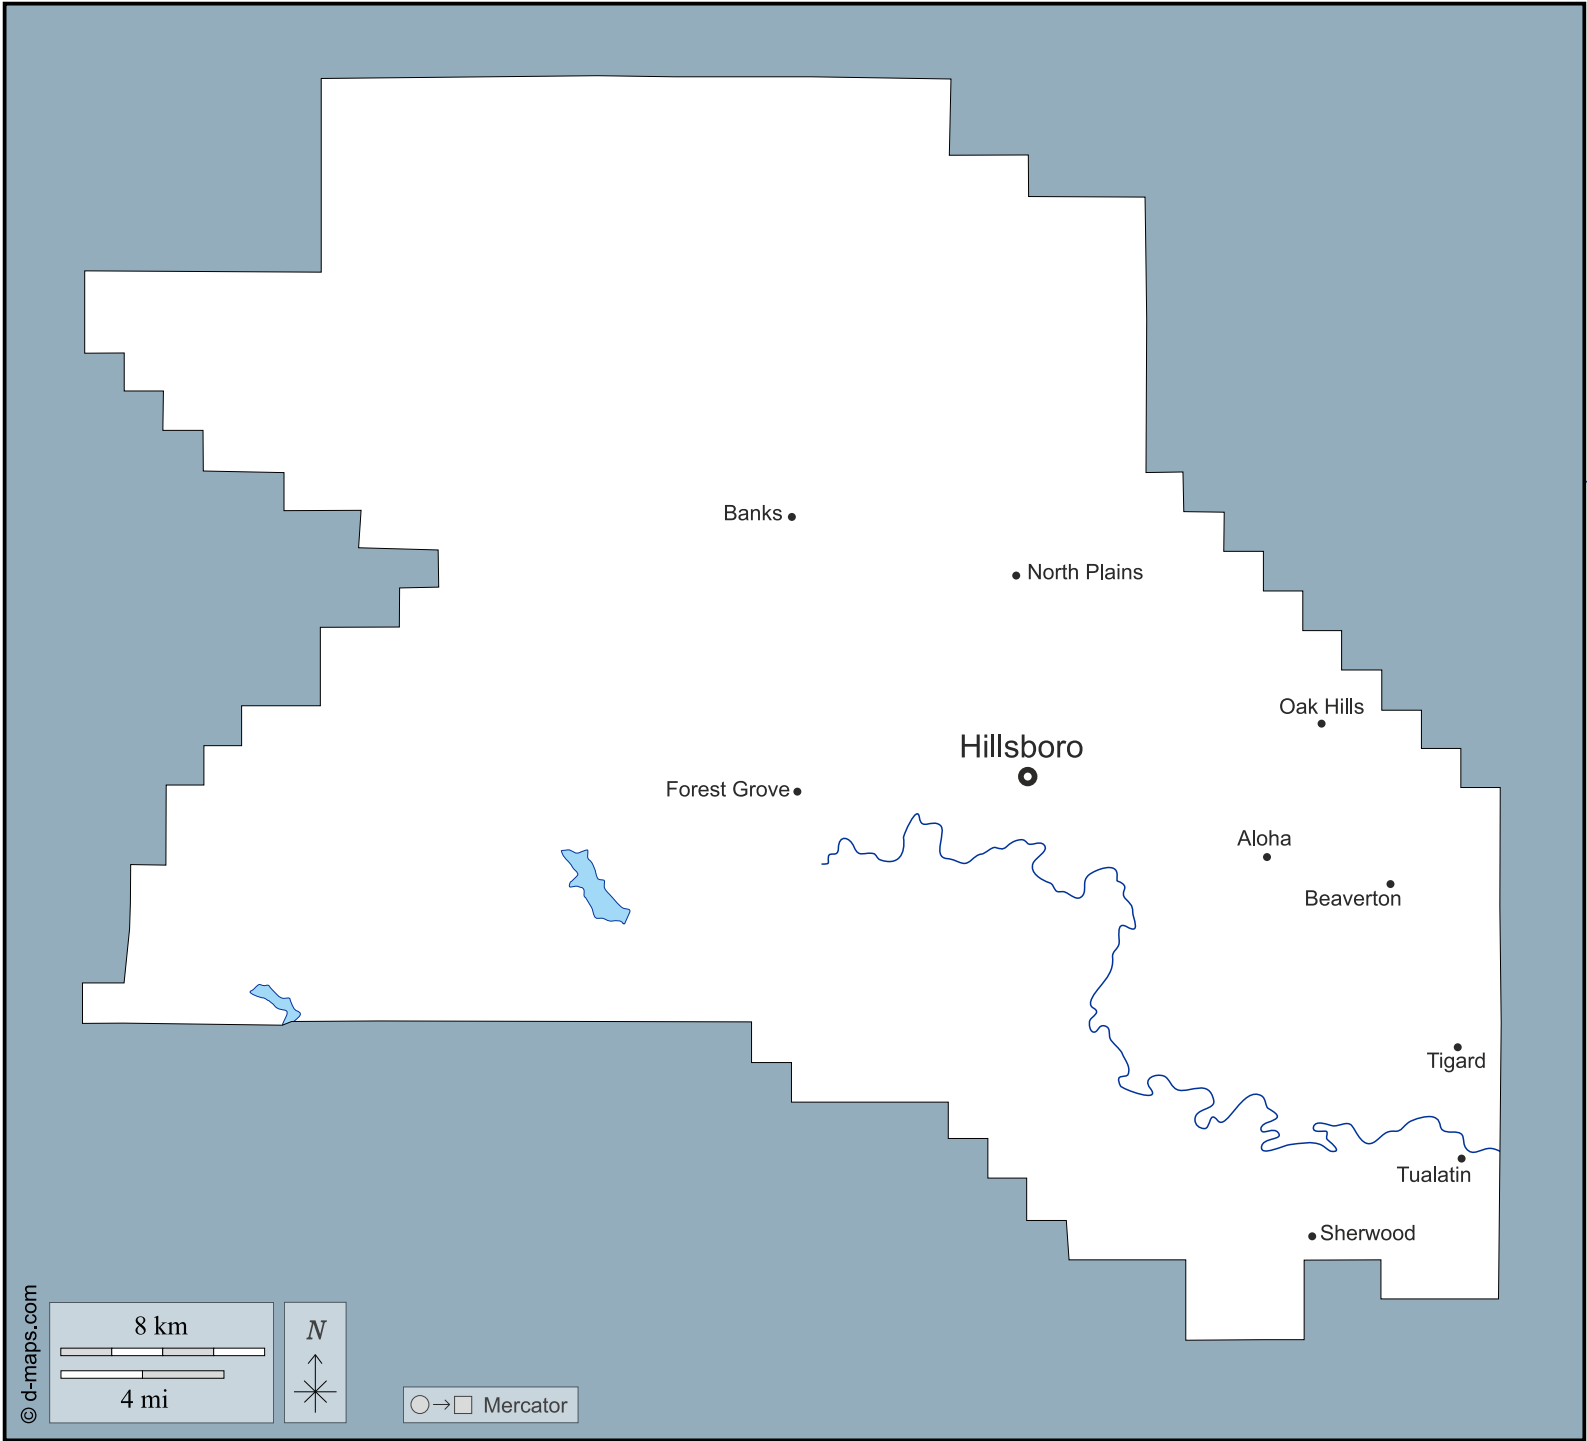 Banks
North Plains
Oak Hills
Hillsboro
Forest Grove
Aloha
Beaverton
Tigard
Tualatin
Sherwood
© d-maps.com
8 km
4 mi
N
Mercator